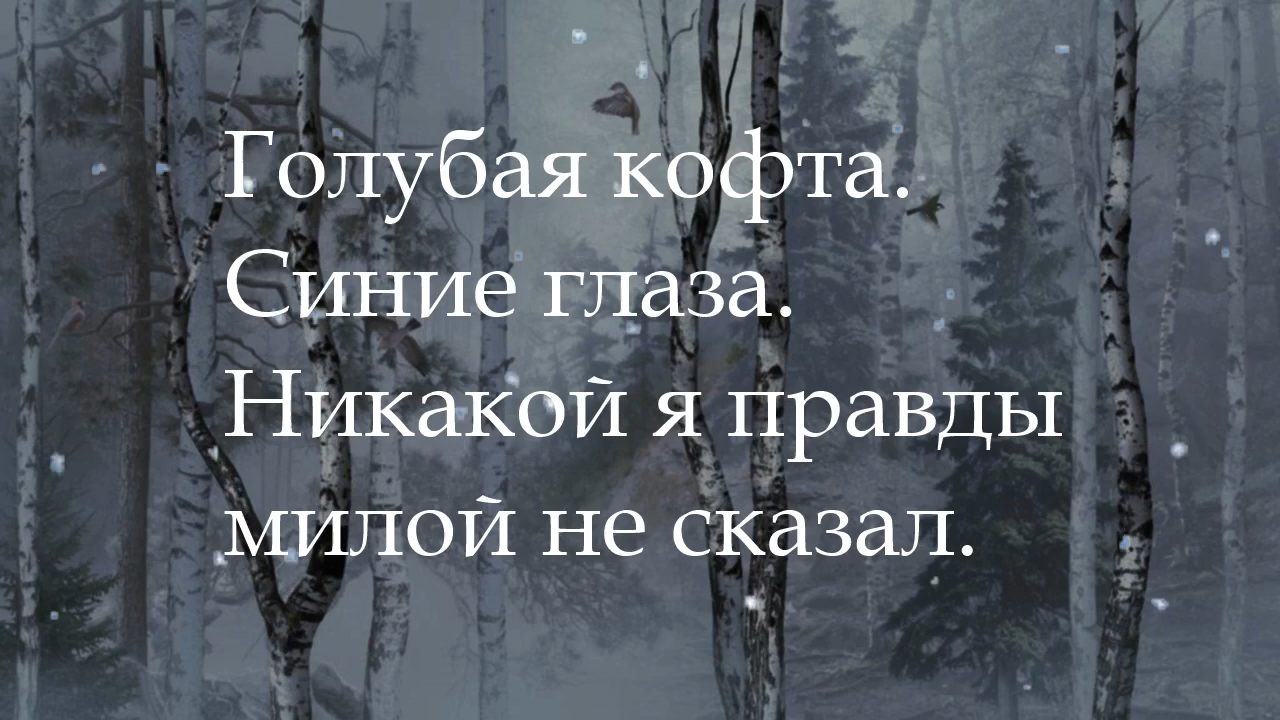 Голубая кофта.
Синие глаза.
Никакой я правды
милой не сказал.